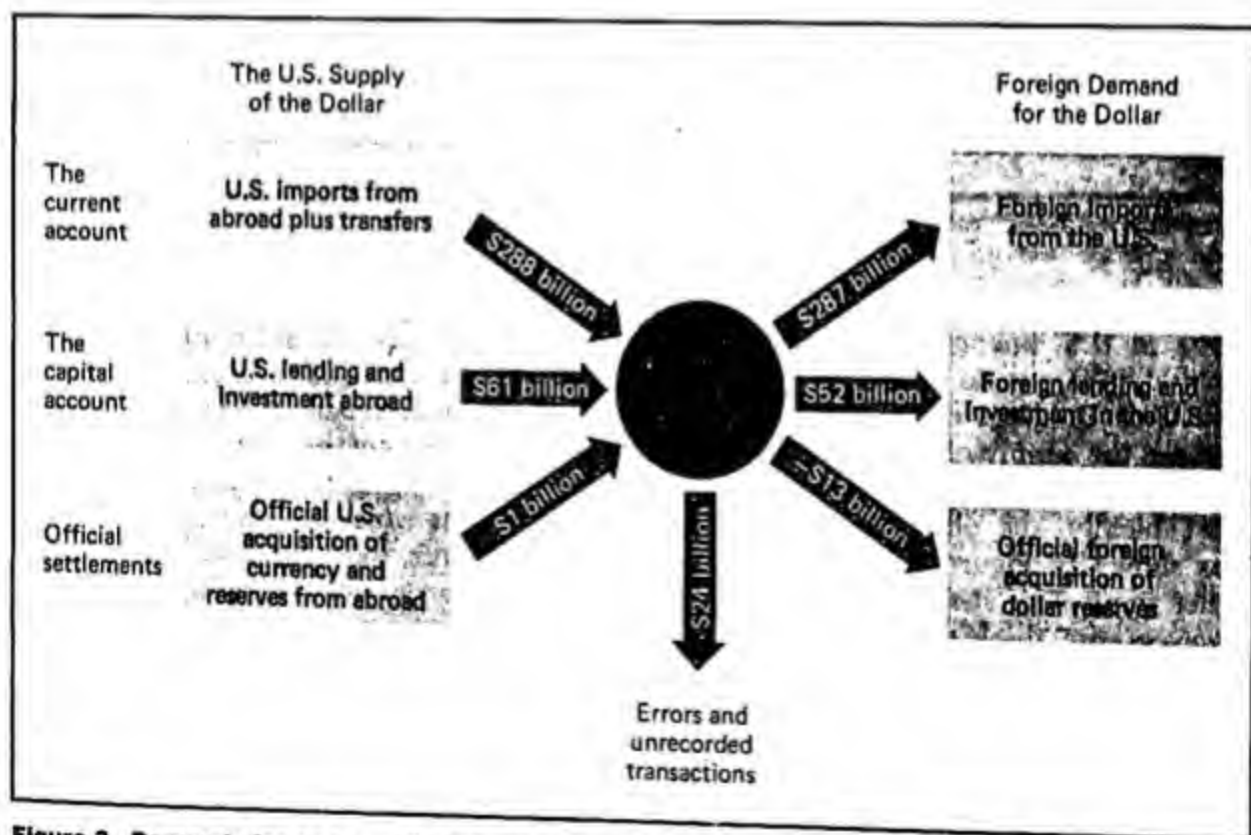 The U.S. Supply
of the Dollar
Foreign Demand
for the Dollar
The
current
account
U.S. imports from
abroad plus transfers
$288 billion
$287 billion
Foreign Imports
from the U.S.
The
capital
account
U.S. lending and
Investment abroad
$61 billion
$52 billion
Foreign lending and
Investment in the U.S.
Official
settlements
Official U.S.
acquisition of
currency and
reserves from abroad
$1 billion
$24 billion
−$13 billion
Official foreign
acquisition of
dollar reserves
Errors and
unrecorded
transactions